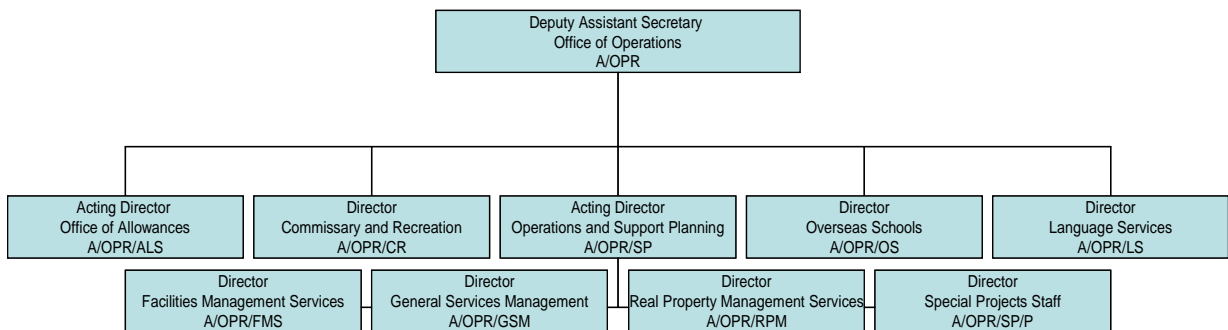 Deputy Assistant Secretary
Office of Operations
A/OPR
Acting Director
Office of Allowances
A/OPR/ALS
Director
Commissary and Recreation
A/OPR/CR
Acting Director
Operations and Support Planning
A/OPR/SP
Director
Overseas Schools
A/OPR/OS
Director
Language Services
A/OPR/LS
Director
Facilities Management Services
A/OPR/FMS
Director
General Services Management
A/OPR/GSM
Director
Real Property Management Services
A/OPR/RPM
Director
Special Projects Staff
A/OPR/SP/P